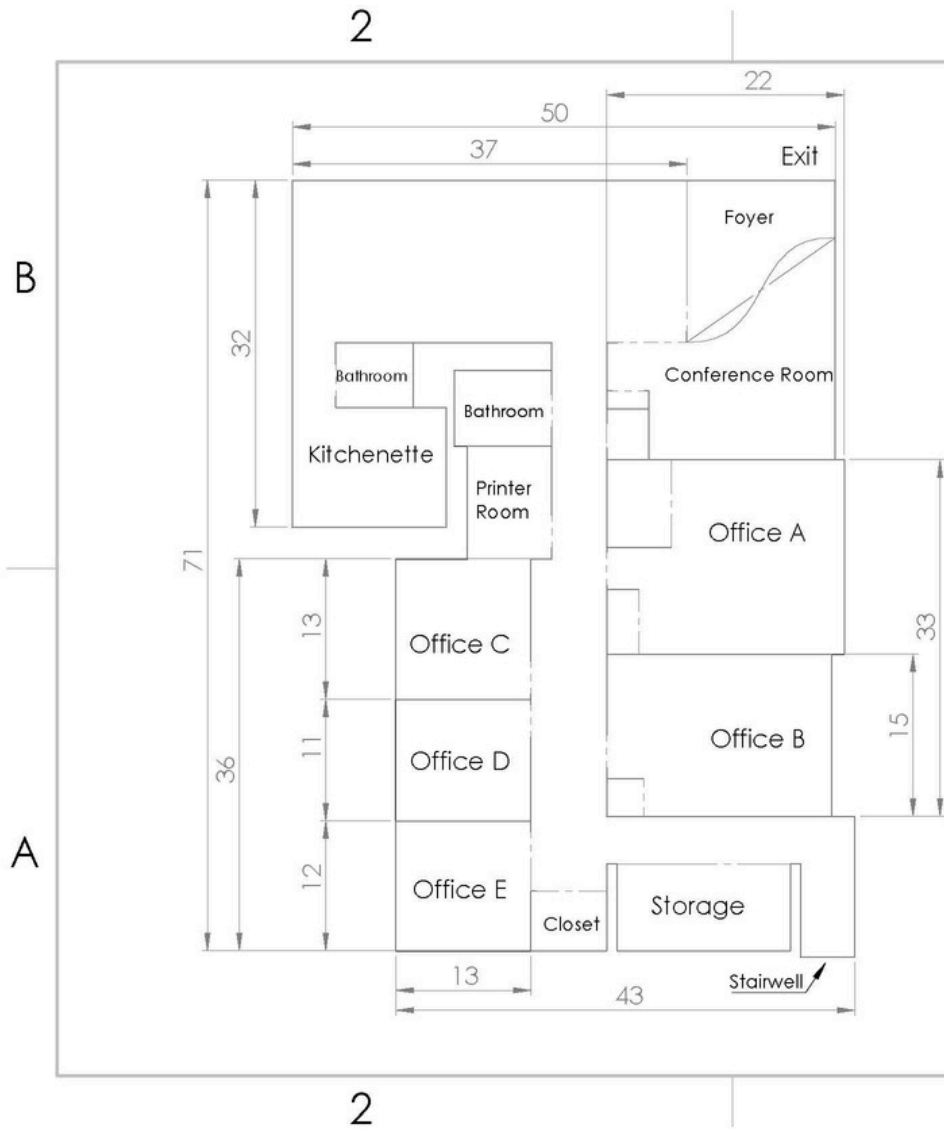 2
22
50
37
Exit
Foyer
B
32
Bathroom
Conference Room
Bathroom
Kitchenette
Printer
Room
Office A
71
13
33
Office C
11
Office D
Office B
15
36
A
12
Office E
Closet
Storage
13
Stairwell
43
2